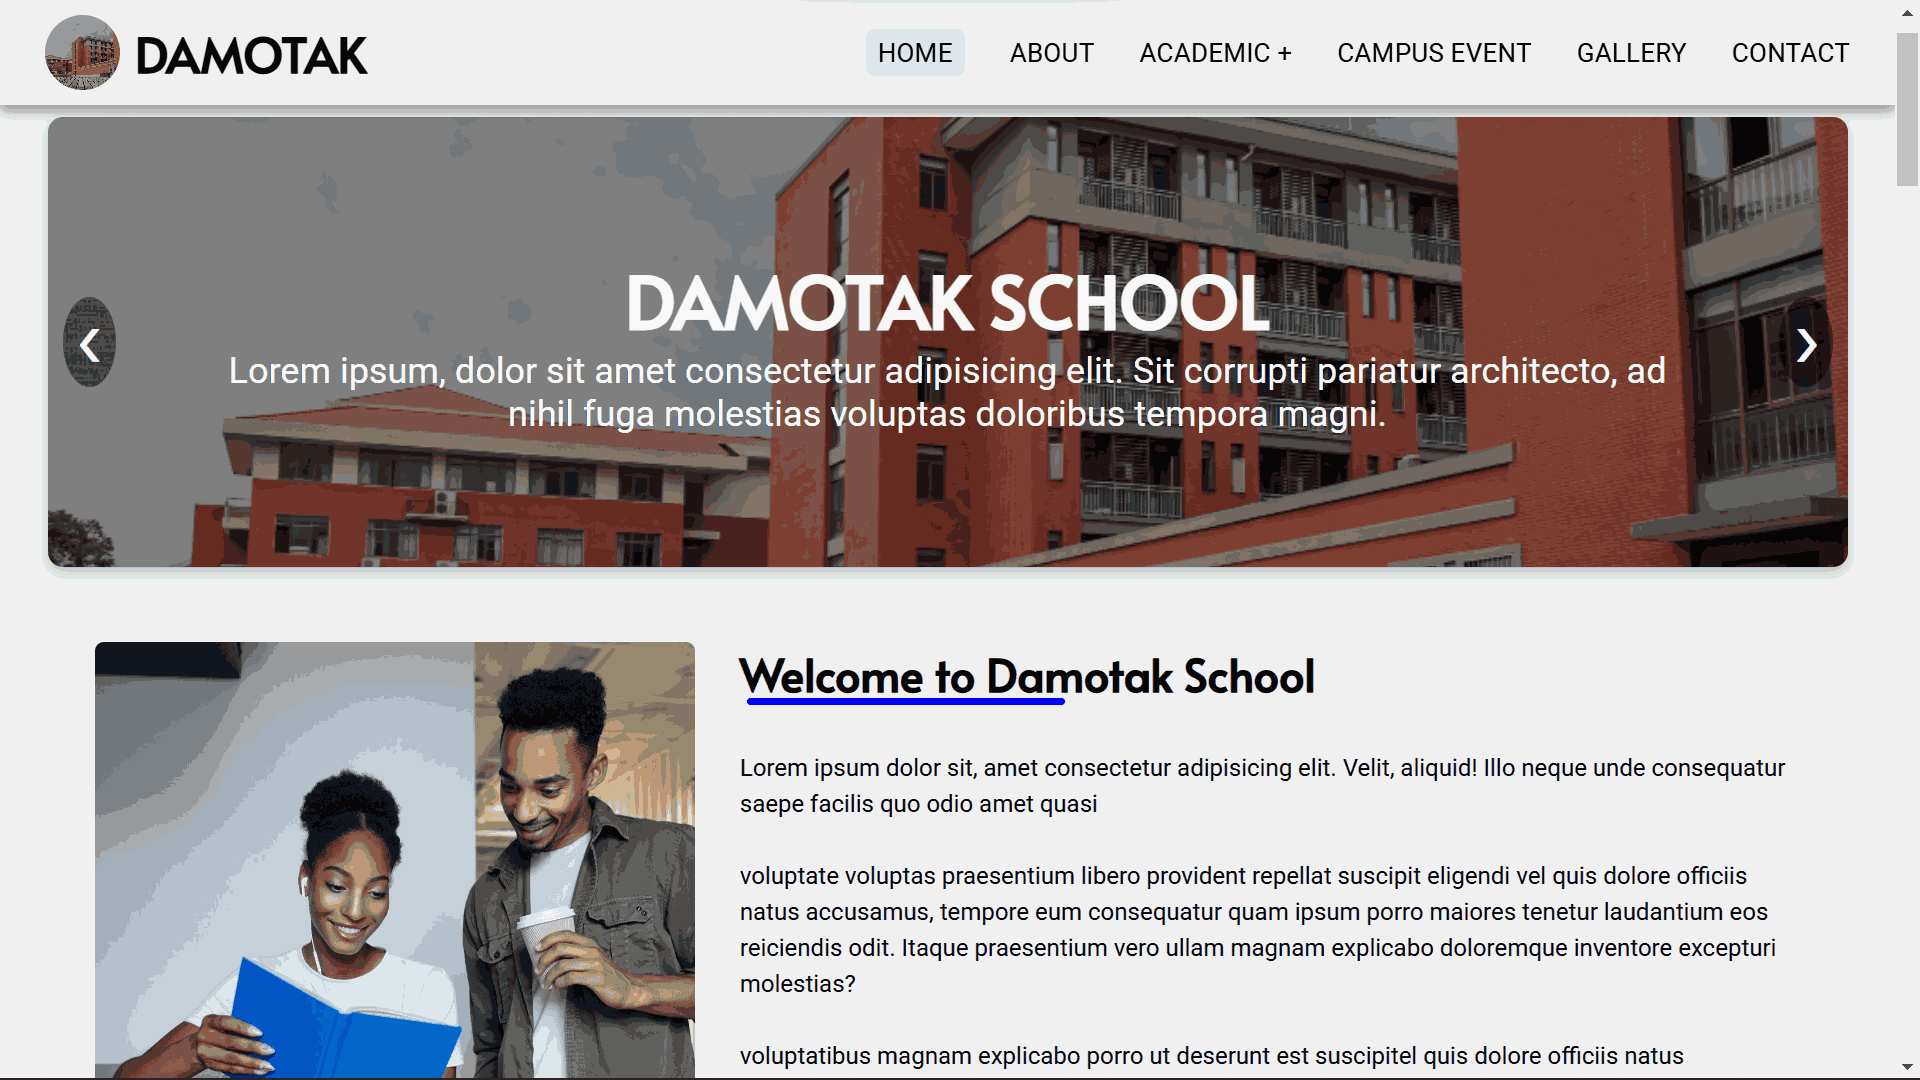 DAMOTAK
HOME ABOUT ACADEMIC + CAMPUS EVENT GALLERY CONTACT
DAMOTAK SCHOOL
Lorem ipsum, dolor sit amet consectetur adipisicing elit. Sit corrupti pariatur architecto, ad
nihil fuga molestias voluptas doloribus tempora magni.
❮ ❯
Welcome to Damotak School
Lorem ipsum dolor sit, amet consectetur adipisicing elit. Velit, aliquid! Illo neque unde consequatur
saepe facilis quo odio amet quasi
voluptate voluptas praesentium libero provident repellat suscipit eligendi vel quis dolore officiis
natus accusamus, tempore eum consequatur quam ipsum porro maiores tenetur laudantium eos
reiciendis odit. Itaque praesentium vero ullam magnam explicabo doloremque inventore excepturi
molestias?
voluptatibus magnam explicabo porro ut deserunt est suscipitel quis dolore officiis natus